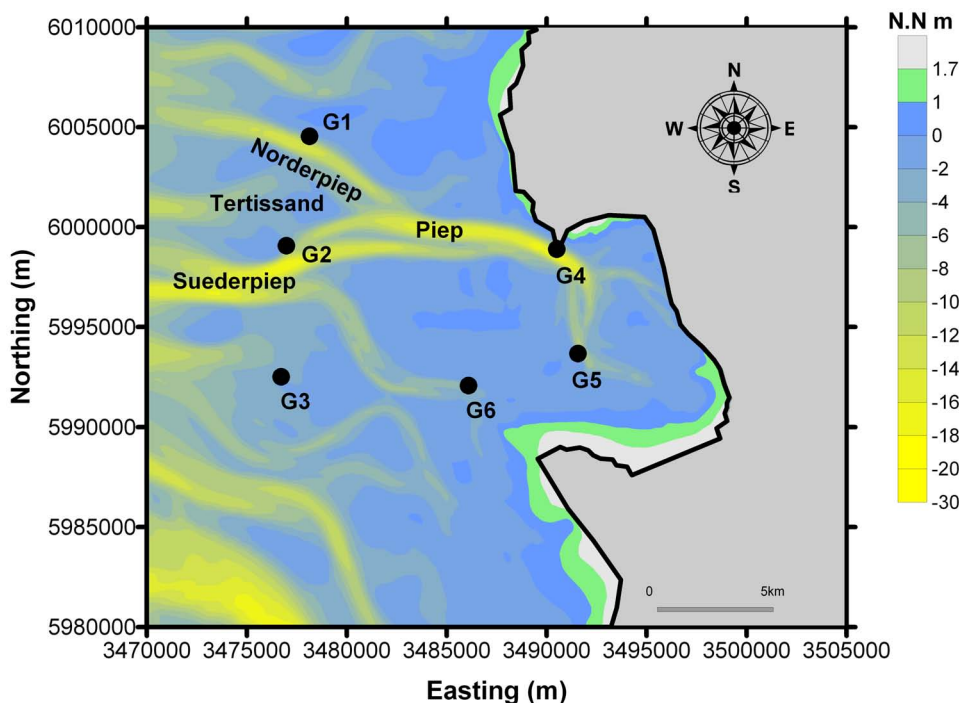 N.N m
6010000
6005000
6000000
5995000
5990000
5985000
5980000
Northing (m)
3470000 3475000 3480000 3485000 3490000 3495000 3500000 3505000
Easting (m)
G1
Norderpiep
Tertissand
Piep
G2
G4
Suederpiep
G5
G3
G6
N
W E
S
0 5km
1.7
1
0
-2
-4
-6
-8
-10
-12
-14
-16
-18
-20
-30